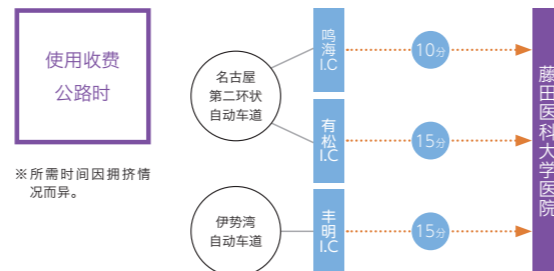 使用收费
公路时
※所需时间因拥挤情
况而异。
名古屋
第二环状
自动车道
鸣海
I.C
10分
有松
I.C
15分
伊势湾
自动车道
丰明
I.C
15分
藤田医科大学医院